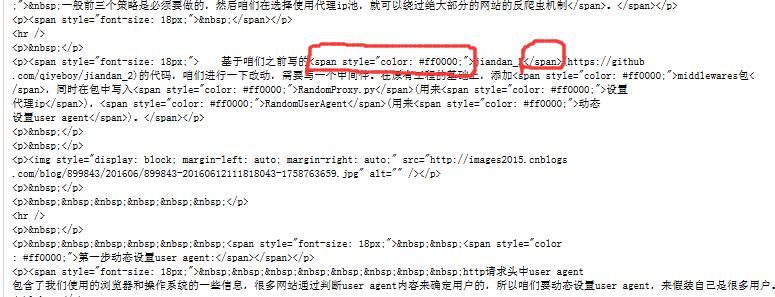 ;">&nbsp;一般前三个策略是必须要做的，然后咱们在选择使用代理ip池，就可以绕过绝大部分的网站的反爬虫机制</span>。</span></p>
<p><span style="font-size: 18px;">&nbsp;</span></p>
<hr />
<p>&nbsp;</p>
<p><span style="font-size: 18px;">　　基于咱们之前写的<span style="color: #ff0000;">jiandan_1</span>(https://github
.com/qiyeboy/jiandan_2)的代码，咱们进行一下改动，需要写一个中间件。在原有工程的基础上，添加<span style="color: #ff0000;">middlewares包<
/span>，同时在包中写入<span style="color: #ff0000;">RandomProxy.py</span>(用来<span style="color: #ff0000;">设置
代理ip</span>)，<span style="color: #ff0000;">RandomUserAgent</span>(用来<span style="color: #ff0000;">动态
设置user agent</span>)。</span></p>
<p>&nbsp;</p>
<p>&nbsp;</p>
<p><img style="display: block; margin-left: auto; margin-right: auto;" src="http://images2015.cnblogs
.com/blog/899843/201606/899843-20160612111818043-1758763659.jpg" alt="" /></p>
<p>&nbsp;</p>
<p>&nbsp;&nbsp;&nbsp;&nbsp;&nbsp;</p>
<hr />
<p>&nbsp;</p>
<p>&nbsp;&nbsp;&nbsp;&nbsp;&nbsp;<span style="font-size: 18px;">&nbsp;&nbsp;<span style="color
: #ff0000;">第一步动态设置user agent:</span></span></p>
<p><span style="font-size: 18px;">&nbsp;&nbsp;&nbsp;&nbsp;&nbsp;&nbsp;&nbsp;http请求头中user agent
包含了我们使用的浏览器和操作系统的一些信息，很多网站通过判断user agent内容来确定用户的，所以咱们要动态设置user agent，来假装自己是很多用户。